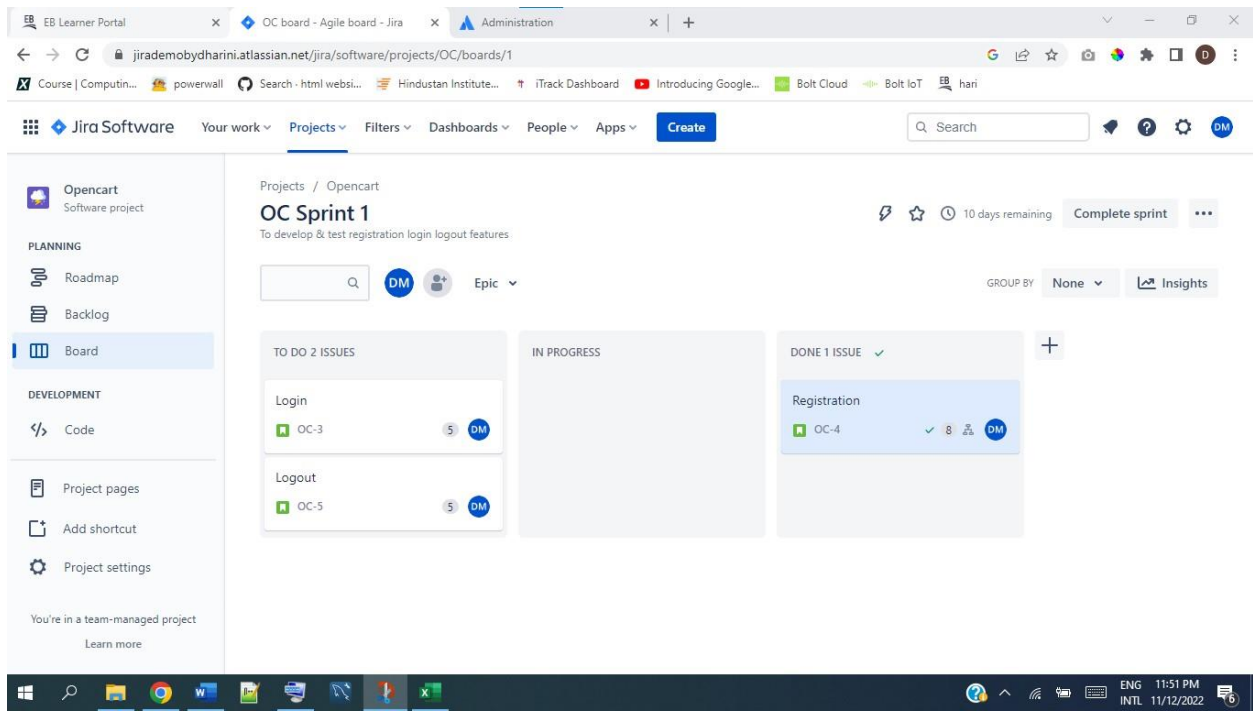 EB EB Learner Portal
OC board - Agile board - Jira
Administration
jirademobydharini.atlassian.net/jira/software/projects/OC/boards/1
G
D
Course | Computin...
powerwall
Search · html websi...
Hindustan Institute...
iTrack Dashboard
Introducing Google...
Bolt Cloud
Bolt IoT
EB hari
Jira Software
Your work
Projects
Filters
Dashboards
People
Apps
Create
Search
DM
Opencart
Software project
PLANNING
Roadmap
Backlog
Board
DEVELOPMENT
Code
Project pages
Add shortcut
Project settings
You're in a team-managed project
Learn more
Projects / Opencart
OC Sprint 1
To develop & test registration login logout features
10 days remaining
Complete sprint
DM
Epic
GROUP BY
None
Insights
TO DO 2 ISSUES
Login
OC-3 5 DM
Logout
OC-5 5 DM
IN PROGRESS
DONE 1 ISSUE
Registration
OC-4 8 DM
ENG 11:51 PM
INTL 11/12/2022
6